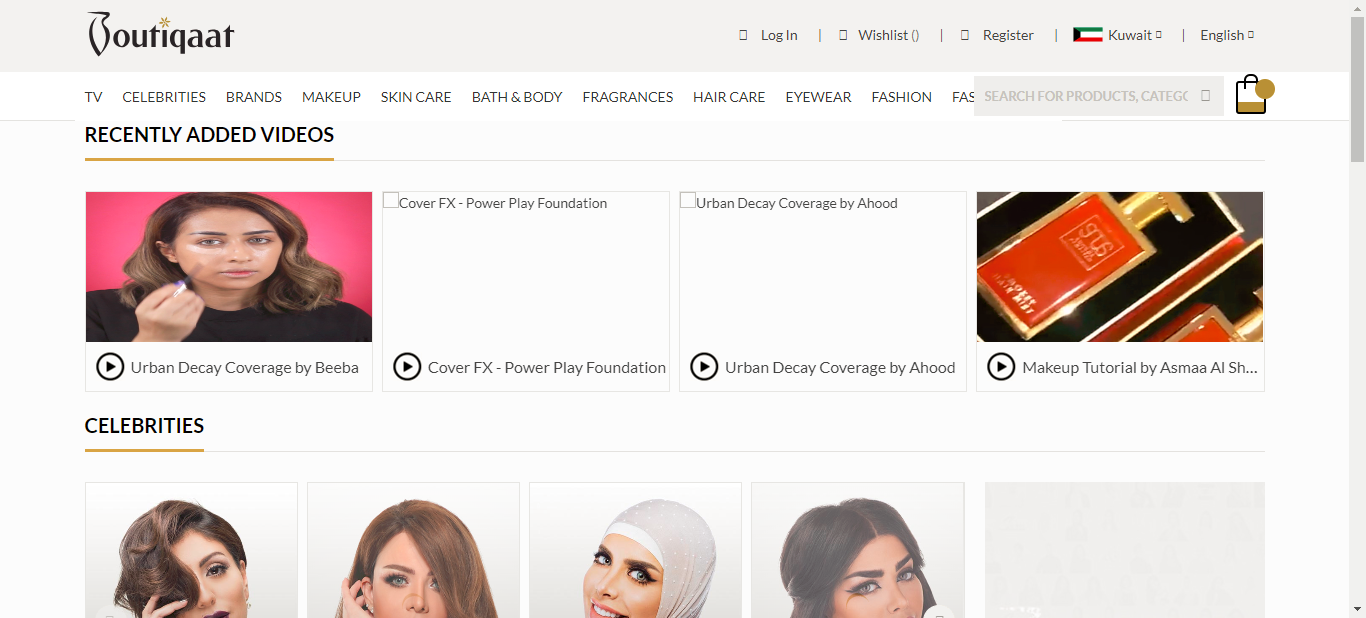 Boutiqaat
Log In | Wishlist () | Register | Kuwait | English
TV CELEBRITIES BRANDS MAKEUP SKIN CARE BATH & BODY FRAGRANCES HAIR CARE EYEWEAR FASHION FAS SEARCH FOR PRODUCTS, CATEGO
RECENTLY ADDED VIDEOS
Cover FX - Power Play Foundation
Urban Decay Coverage by Ahood
Urban Decay Coverage by Beeba
Cover FX - Power Play Foundation
Urban Decay Coverage by Ahood
Makeup Tutorial by Asmaa Al Sh...
CELEBRITIES